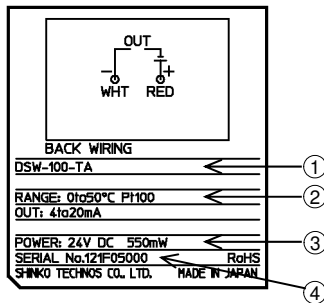 OUT
- +
WHT RED
BACK WIRING
DSW-100-TA
①
RANGE: 0to50°C Pt100
②
OUT: 4to20mA
POWER: 24V DC 550mW
③
SERIAL No.121F05000 RoHS
SHINKO TECHNOS CO., LTD. MADE IN JAPAN
④